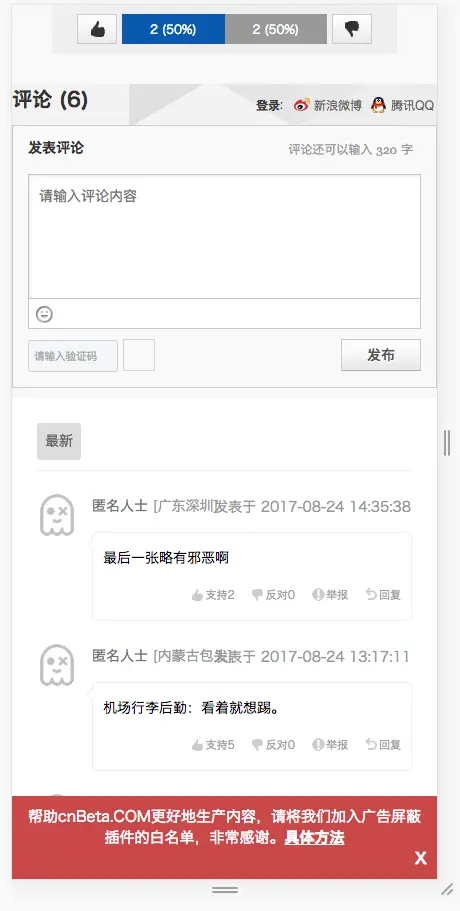 2 (50%) 2 (50%)
评论 (6) 登录: 新浪微博 腾讯QQ
发表评论 评论还可以输入 320 字
请输入评论内容
请输入验证码 发布
最新
匿名人士 [广东深圳] 发表于 2017-08-24 14:35:38
最后一张略有邪恶啊
支持2 反对0 举报 回复
匿名人士 [内蒙古包头] 发表于 2017-08-24 13:17:11
机场行李后勤：看着就想踢。
支持5 反对0 举报 回复
帮助cnBeta.COM更好地生产内容，请将我们加入广告屏蔽
插件的白名单，非常感谢。具体方法
X